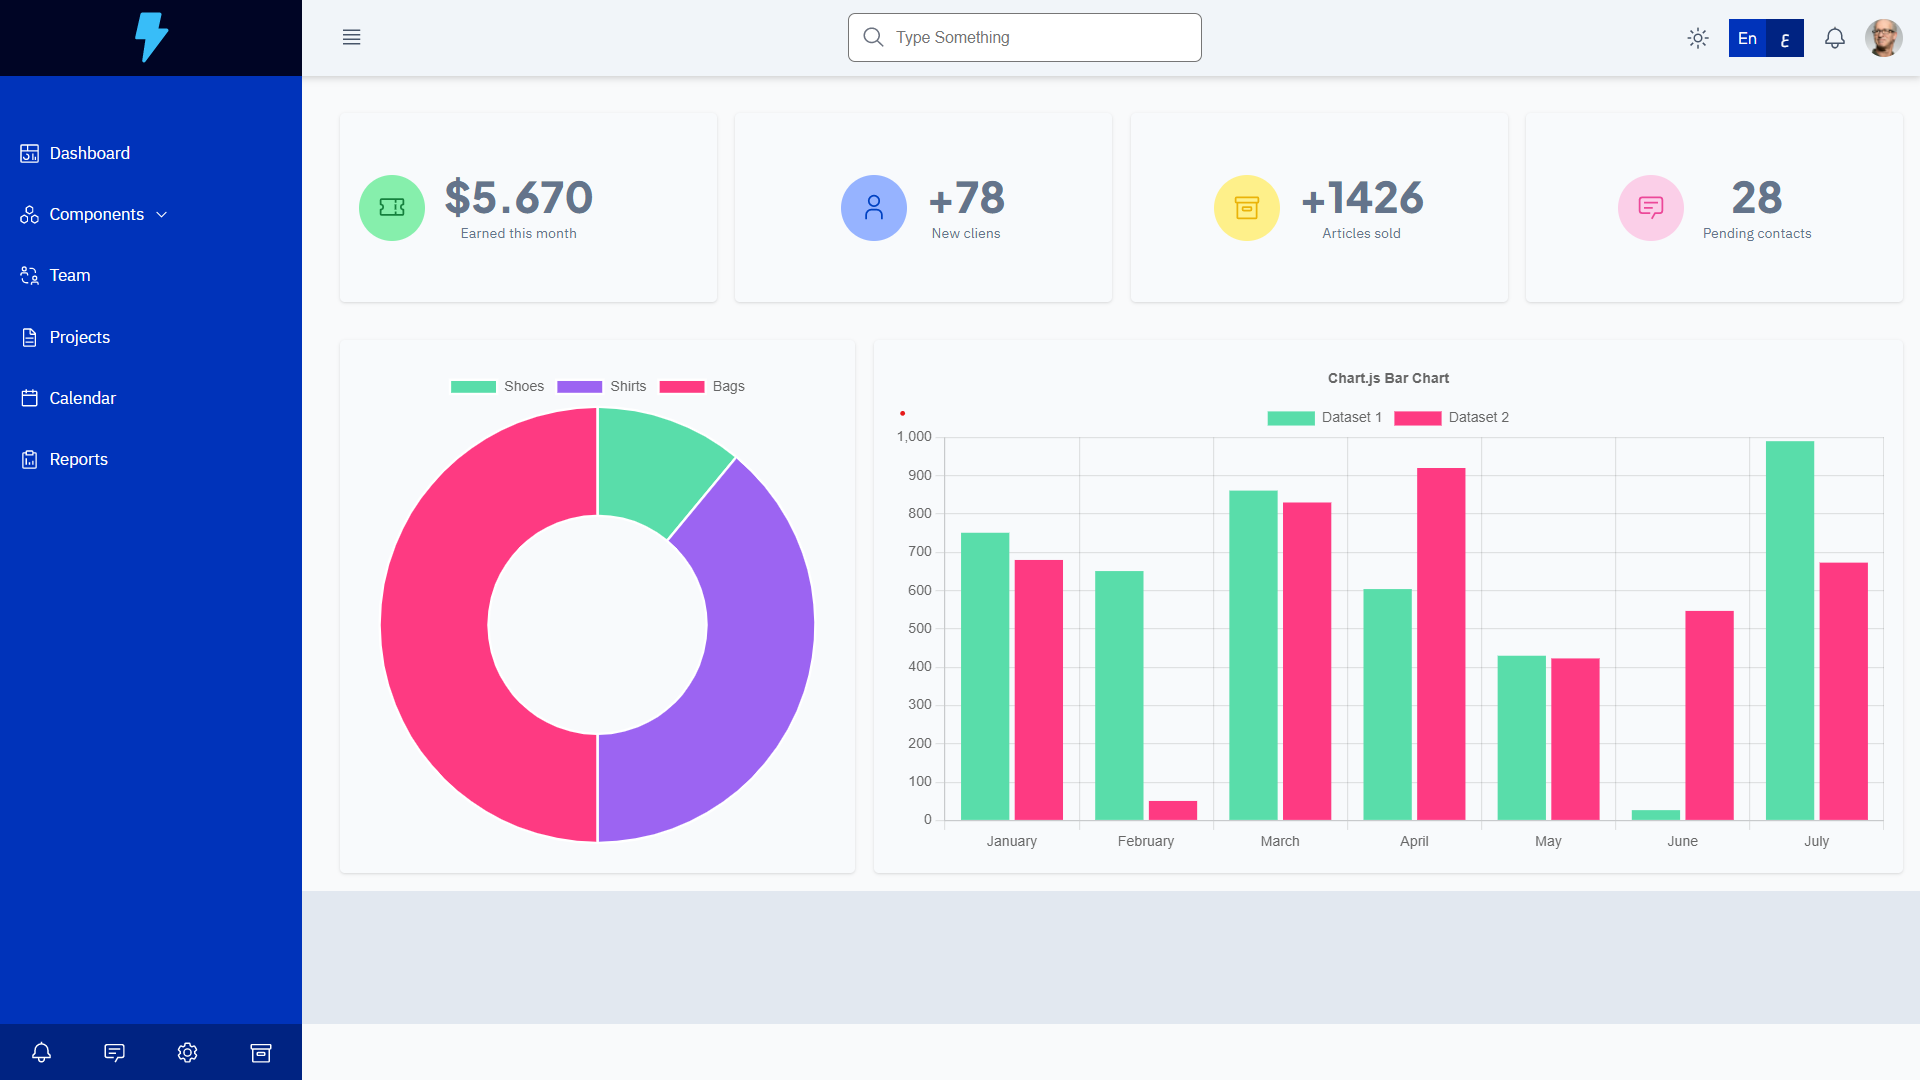 Type Something
En ع
Dashboard
Components
Team
Projects
Calendar
Reports
$5.670
Earned this month
+78
New cliens
+1426
Articles sold
28
Pending contacts
Shoes Shirts Bags
Chart.js Bar Chart
Dataset 1 Dataset 2
1,000
900
800
700
600
500
400
300
200
100
0
January February March April May June July